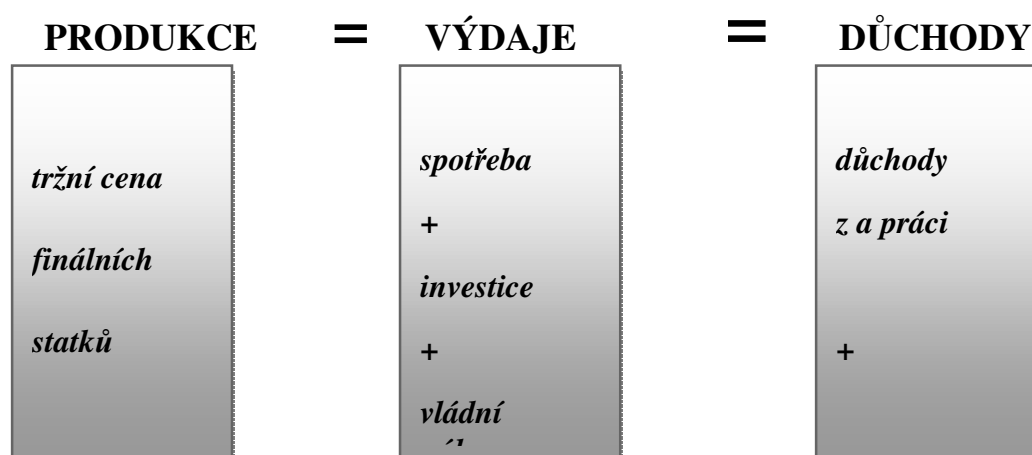 PRODUKCE = VÝDAJE = DŮCHODY
tržní cena
finálních
statků
spotřeba
+
investice
+
vládní
důchody
z a práci
+